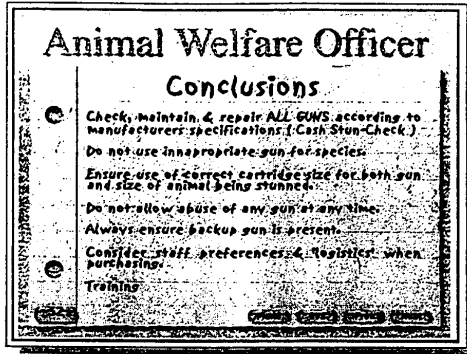 Animal Welfare Officer
Conclusions
Check, maintain & repair ALL GUNS according to
manufacturers specifications (Cash Stun-Check)
Do not use innapropriate gun for species.
Ensure use of correct cartridge size for both gun
and size of animal being stunned.
Do not allow abuse of any gun at any time.
Always ensure backup gun is present.
Consider staff preferences & "logistics" when
purchasing.
Training